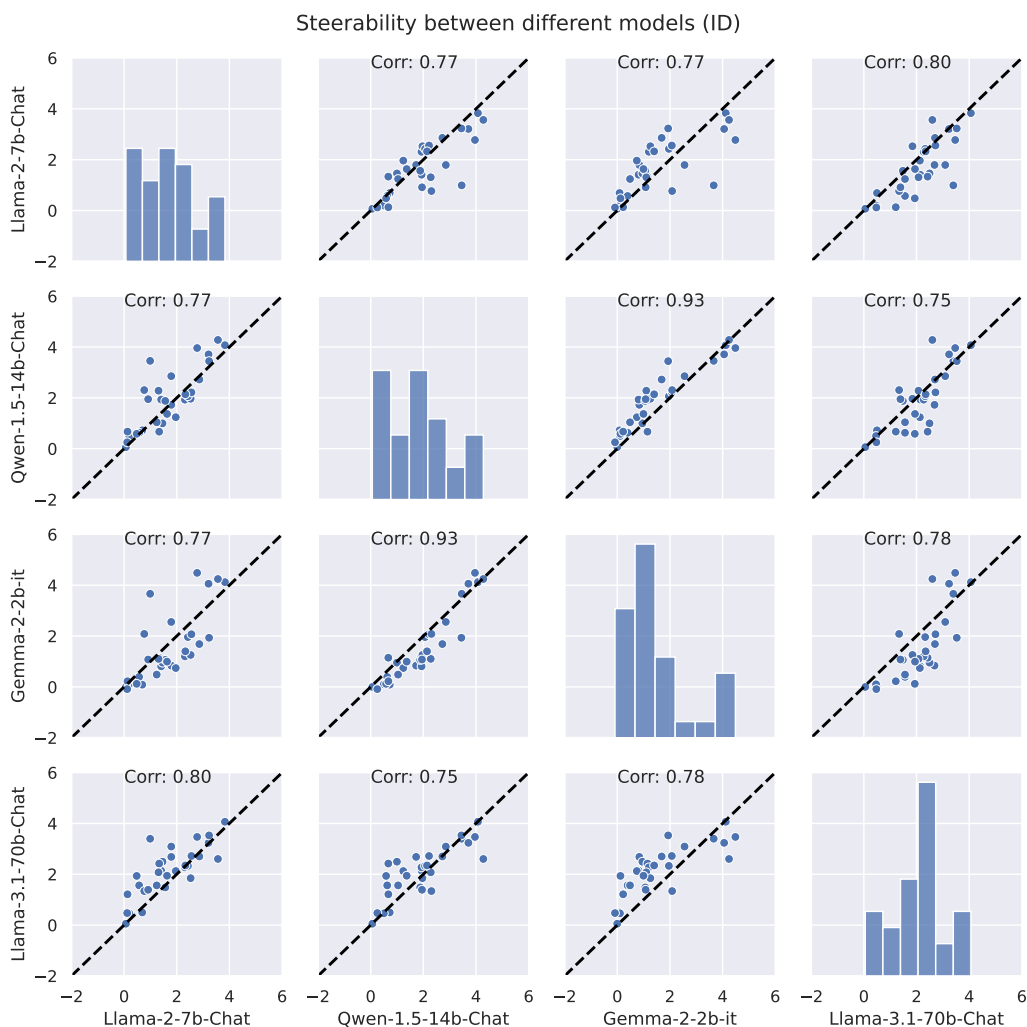 Steerability between different models (ID)
Corr: 0.77
Corr: 0.77
Corr: 0.80
Llama-2-7b-Chat
6
4
2
0
−2
Corr: 0.77
Corr: 0.93
Corr: 0.75
Qwen-1.5-14b-Chat
6
4
2
0
−2
Corr: 0.77
Corr: 0.93
Corr: 0.78
Gemma-2-2b-it
6
4
2
0
−2
Corr: 0.80
Corr: 0.75
Corr: 0.78
Llama-3.1-70b-Chat
6
4
2
0
−2
−2 0 2 4 6
−2 0 2 4 6
−2 0 2 4 6
−2 0 2 4 6
Llama-2-7b-Chat
Qwen-1.5-14b-Chat
Gemma-2-2b-it
Llama-3.1-70b-Chat